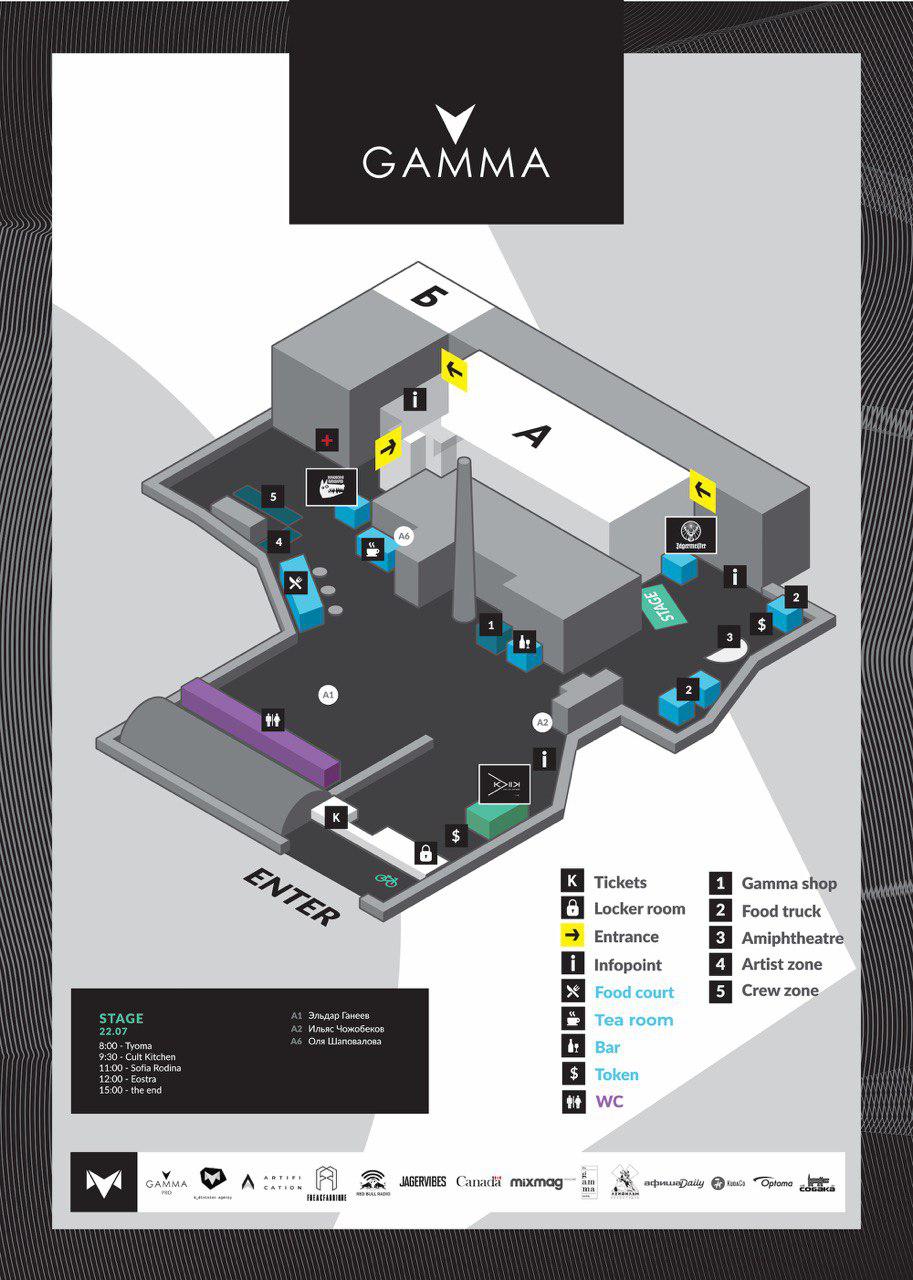 GAMMA
Б
A
5
4
A6
STAGE
Jägermeister
2
$
3
1
2
A1
A2
K
$
ENTER
K Tickets
Locker room
Entrance
Infopoint
Food court
Tea room
Bar
$ Token
WC
1 Gamma shop
2 Food truck
3 Amiphtheatre
4 Artist zone
5 Crew zone
STAGE
22.07
8:00 - Tyoma
9:30 - Cult Kitchen
11:00 - Sofia Rodina
12:00 - Eostra
15:00 - the end
A1 Эльдар Ганеев
A2 Ильяс Чожобеков
A6 Оля Шаповалова
GAMMA
PRO
ARTIFI
CATION
FREAKFABRIQUE
RED BULL RADIO
JAGERVIBES
Canada
mixmag
афишаDaily
KUDAGO
Optoma
СОБАКА